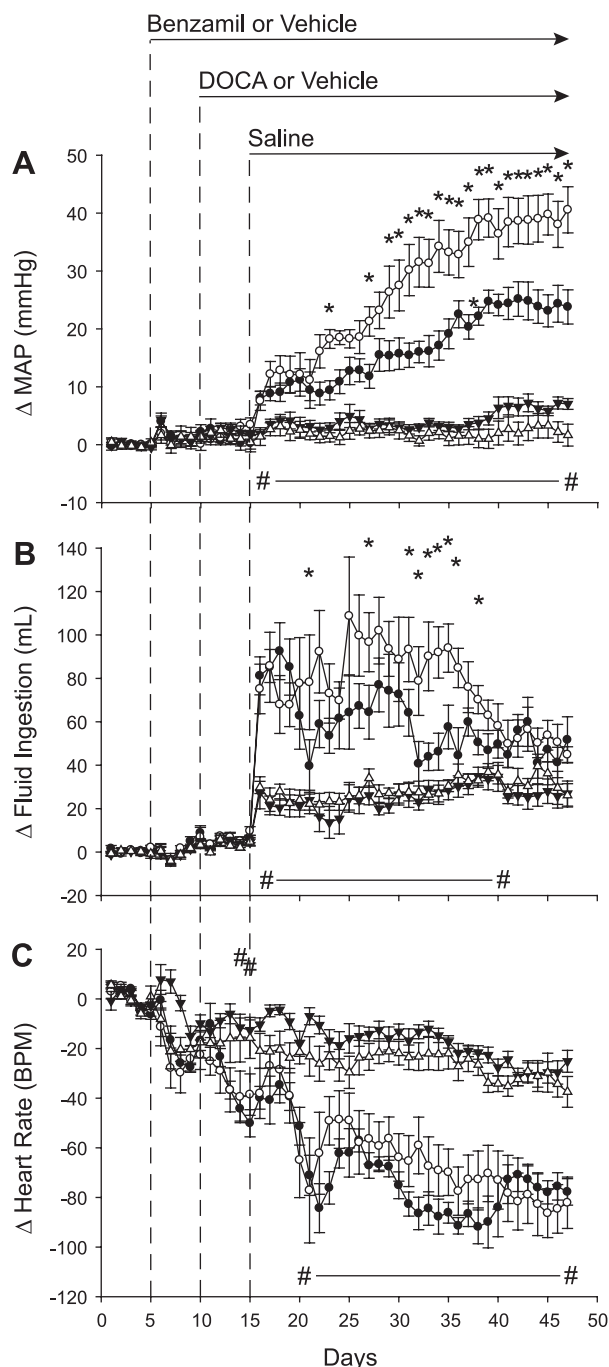 Benzamil or Vehicle
DOCA or Vehicle
Saline
A
Δ MAP (mmHg)
50
40
30
20
10
0
-10
* * * * * * * * * * * * * * * * * * * *
*
# #
B
Δ Fluid Ingestion (mL)
140
120
100
80
60
40
20
0
-20
* * * * * * * *
# #
C
Δ Heart Rate (BPM)
20
0
-20
-40
-60
-80
-100
-120
# #
# #
0 5 10 15 20 25 30 35 40 45 50
Days